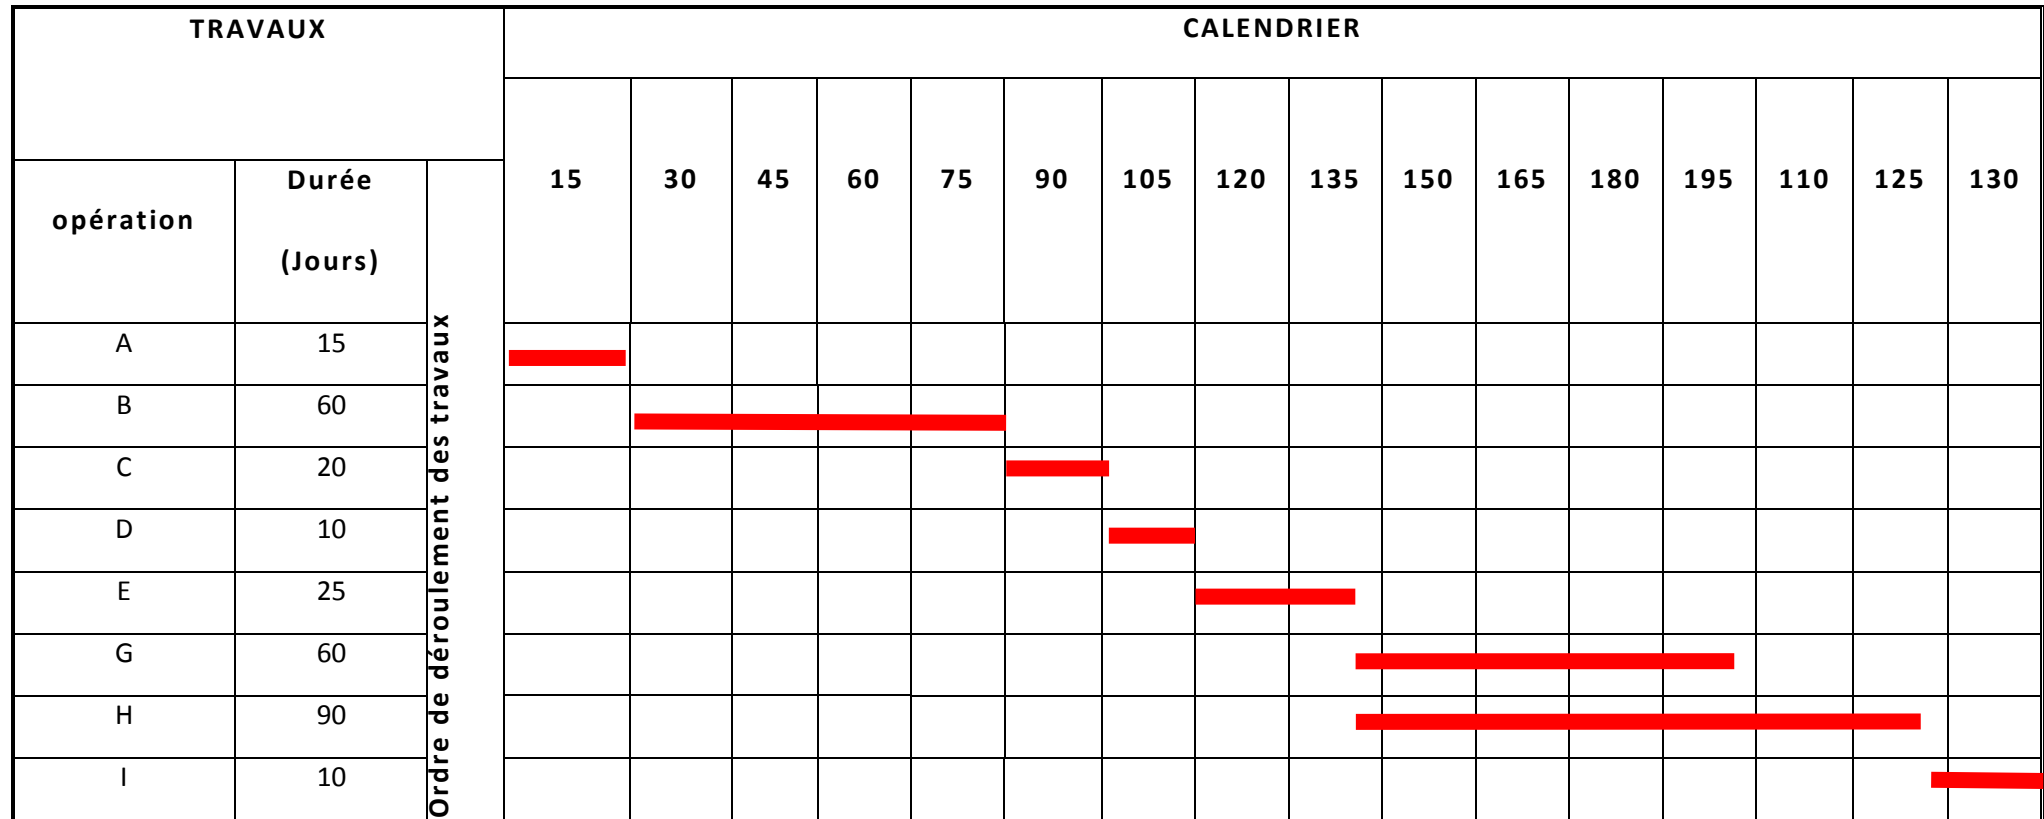 TRAVAUX
CALENDRIER
opération
Durée
(Jours)
Ordre de déroulement des travaux
15 30 45 60 75 90 105 120 135 150 165 180 195 110 125 130
A 15
B 60
C 20
D 10
E 25
G 60
H 90
I 10